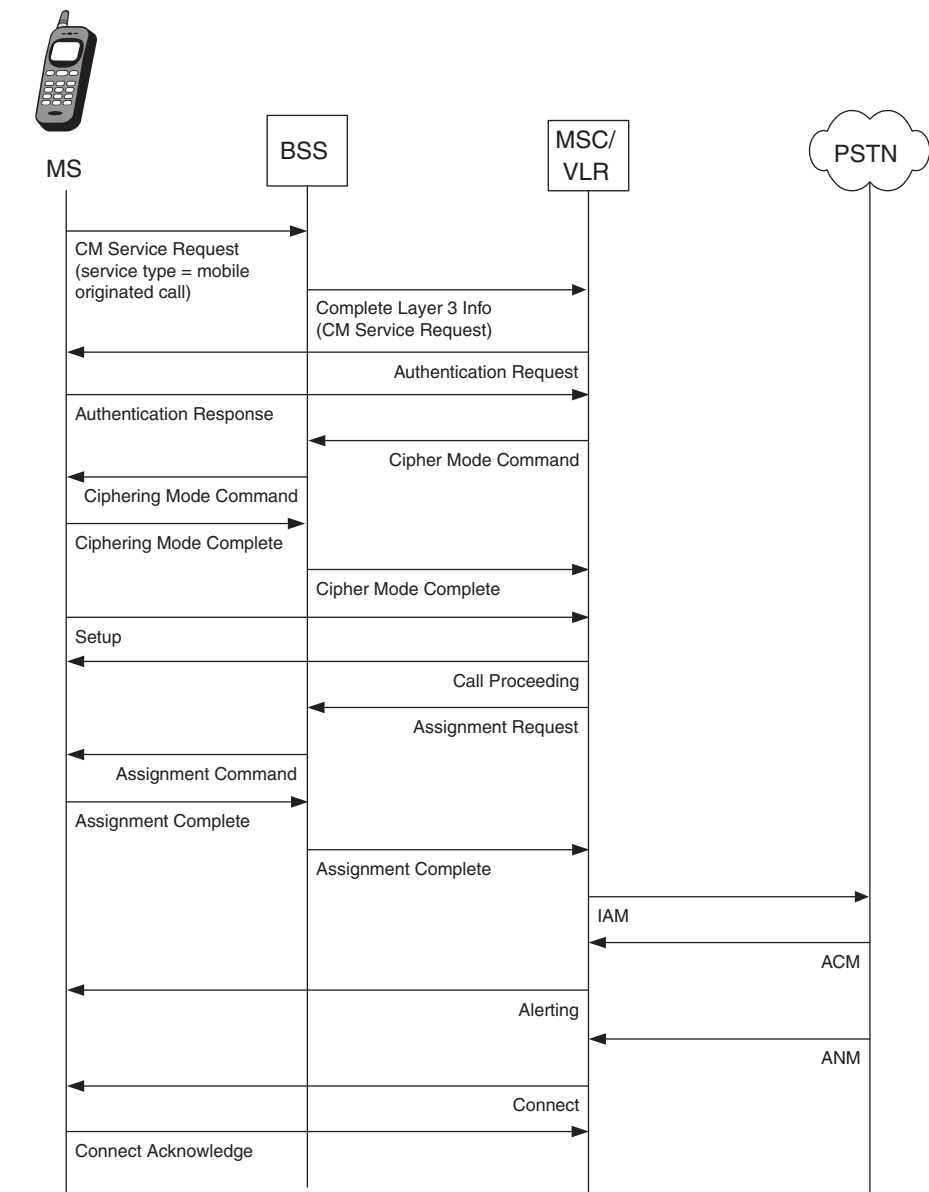 MS
BSS
MSC/
VLR
PSTN
CM Service Request
(service type = mobile
originated call)
Complete Layer 3 Info
(CM Service Request)
Authentication Request
Authentication Response
Cipher Mode Command
Ciphering Mode Command
Ciphering Mode Complete
Cipher Mode Complete
Setup
Call Proceeding
Assignment Request
Assignment Command
Assignment Complete
Assignment Complete
IAM
ACM
Alerting
ANM
Connect
Connect Acknowledge